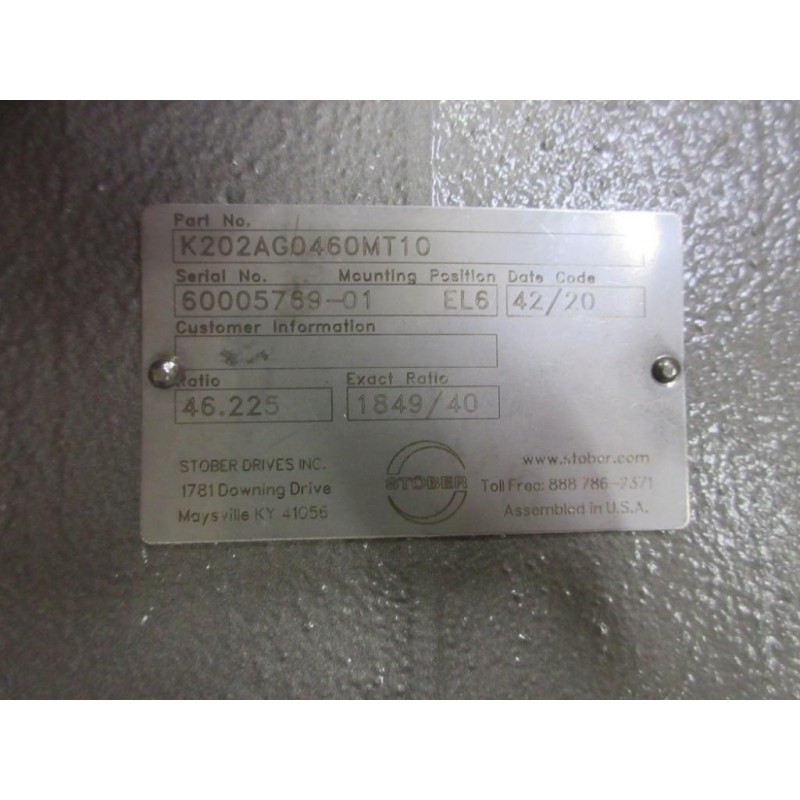 Part No.
K202AG0460MT10
Serial No. Mounting Position Date Code
60005769-01 EL6 42/20
Customer Information
Ratio Exact Ratio
46.225 1849/40
STOBER DRIVES INC.
1781 Downing Drive
Maysville KY 41056
STOBER
www.stober.com
Toll Free: 888 786-2371
Assembled in U.S.A.